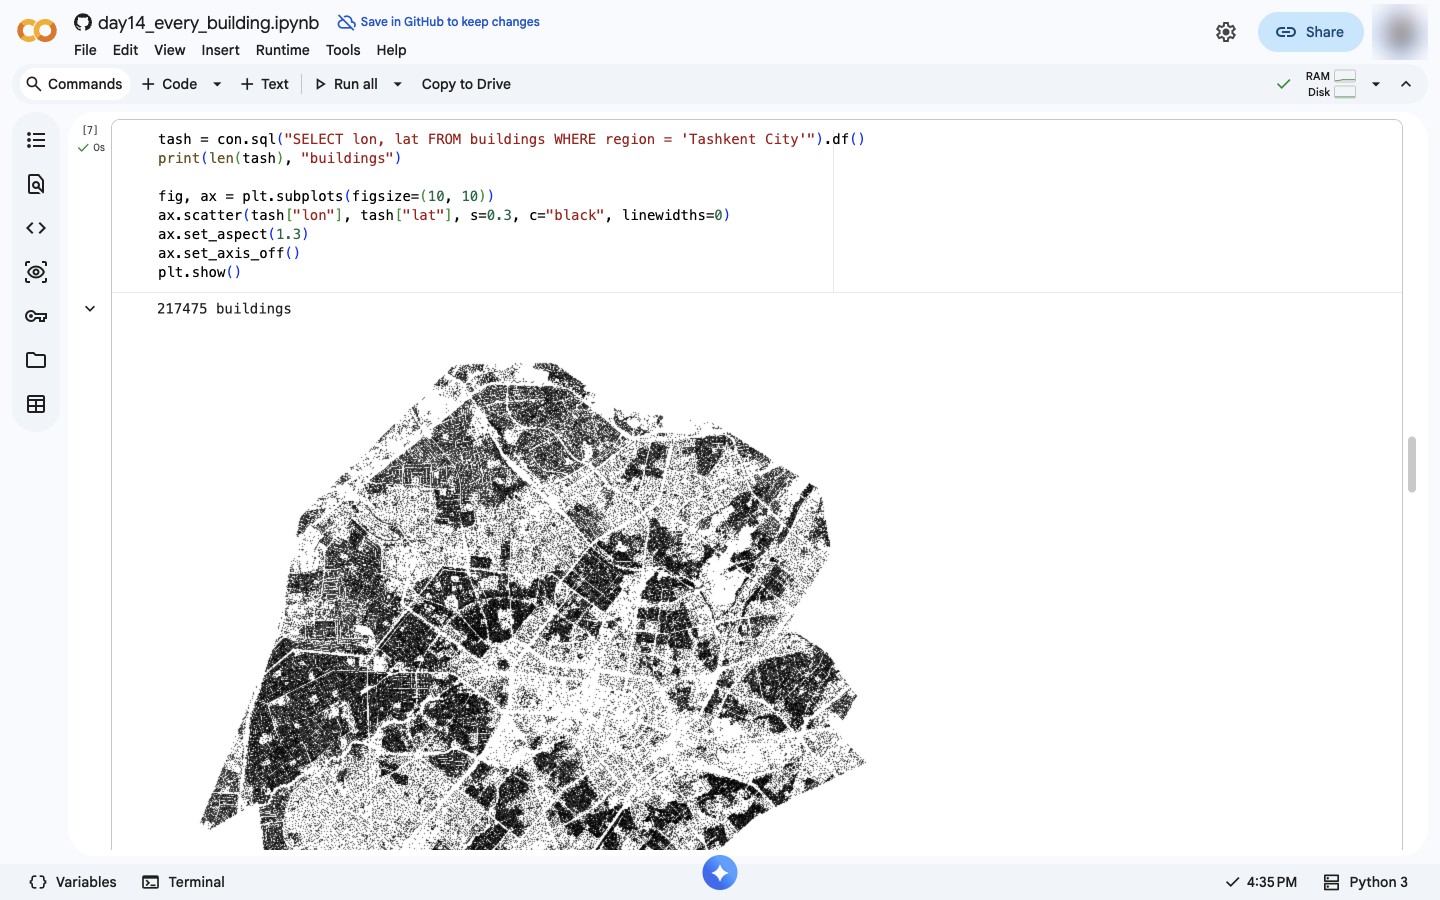 day14_every_building.ipynb
Save in GitHub to keep changes
Share
File Edit View Insert Runtime Tools Help
Commands + Code + Text Run all Copy to Drive
RAM
Disk
[7]
0s
tash = con.sql("SELECT lon, lat FROM buildings WHERE region = 'Tashkent City'").df()
print(len(tash), "buildings")
fig, ax = plt.subplots(figsize=(10, 10))
ax.scatter(tash["lon"], tash["lat"], s=0.3, c="black", linewidths=0)
ax.set_aspect(1.3)
ax.set_axis_off()
plt.show()
217475 buildings
Variables Terminal 4:35 PM Python 3